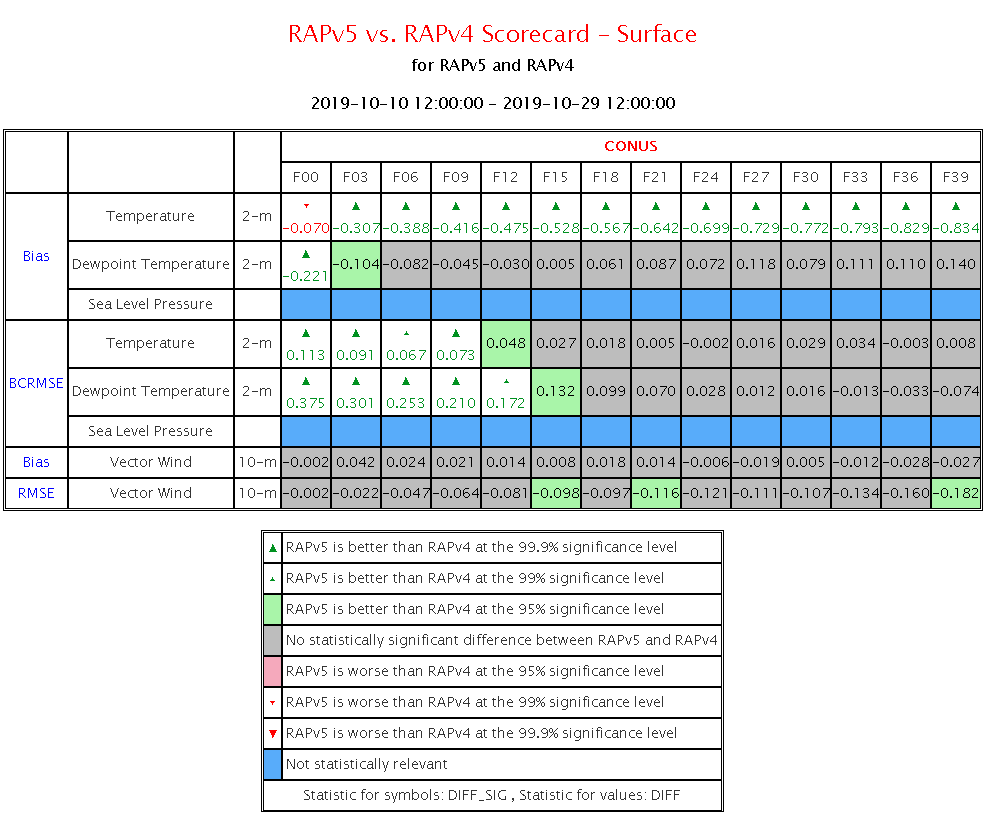 RAPv5 vs. RAPv4 Scorecard - Surface
for RAPv5 and RAPv4
2019-10-10 12:00:00 - 2019-10-29 12:00:00
CONUS
F00 F03 F06 F09 F12 F15 F18 F21 F24 F27 F30 F33 F36 F39
Bias
Temperature 2-m -0.070 -0.307 -0.388 -0.416 -0.475 -0.528 -0.567 -0.642 -0.699 -0.729 -0.772 -0.793 -0.829 -0.834
Dewpoint Temperature 2-m -0.221 -0.104 -0.082 -0.045 -0.030 0.005 0.061 0.087 0.072 0.118 0.079 0.111 0.110 0.140
Sea Level Pressure
BCRMSE
Temperature 2-m 0.113 0.091 0.067 0.073 0.048 0.027 0.018 0.005 -0.002 0.016 0.029 0.034 -0.003 0.008
Dewpoint Temperature 2-m 0.375 0.301 0.253 0.210 0.172 0.132 0.099 0.070 0.028 0.012 0.016 -0.013 -0.033 -0.074
Sea Level Pressure
Bias Vector Wind 10-m -0.002 0.042 0.024 0.021 0.014 0.008 0.018 0.014 -0.006 -0.019 0.005 -0.012 -0.028 -0.027
RMSE Vector Wind 10-m -0.002 -0.022 -0.047 -0.064 -0.081 -0.098 -0.097 -0.116 -0.121 -0.111 -0.107 -0.134 -0.160 -0.182
RAPv5 is better than RAPv4 at the 99.9% significance level
RAPv5 is better than RAPv4 at the 99% significance level
RAPv5 is better than RAPv4 at the 95% significance level
No statistically significant difference between RAPv5 and RAPv4
RAPv5 is worse than RAPv4 at the 95% significance level
RAPv5 is worse than RAPv4 at the 99% significance level
RAPv5 is worse than RAPv4 at the 99.9% significance level
Not statistically relevant
Statistic for symbols: DIFF_SIG , Statistic for values: DIFF